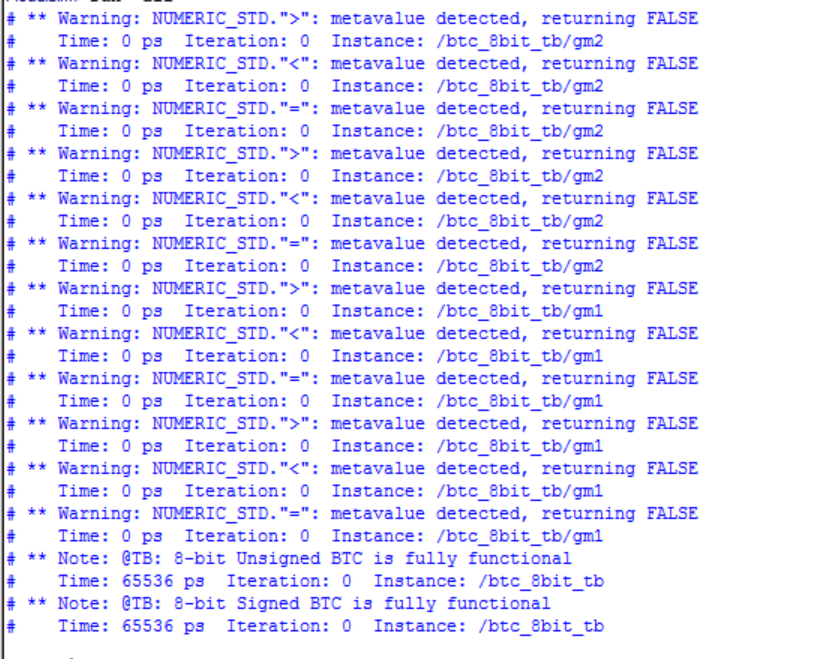 # ** Warning: NUMERIC_STD.">": metavalue detected, returning FALSE
#    Time: 0 ps  Iteration: 0  Instance: /btc_8bit_tb/gm2
# ** Warning: NUMERIC_STD."<": metavalue detected, returning FALSE
#    Time: 0 ps  Iteration: 0  Instance: /btc_8bit_tb/gm2
# ** Warning: NUMERIC_STD."=": metavalue detected, returning FALSE
#    Time: 0 ps  Iteration: 0  Instance: /btc_8bit_tb/gm2
# ** Warning: NUMERIC_STD.">": metavalue detected, returning FALSE
#    Time: 0 ps  Iteration: 0  Instance: /btc_8bit_tb/gm2
# ** Warning: NUMERIC_STD."<": metavalue detected, returning FALSE
#    Time: 0 ps  Iteration: 0  Instance: /btc_8bit_tb/gm2
# ** Warning: NUMERIC_STD."=": metavalue detected, returning FALSE
#    Time: 0 ps  Iteration: 0  Instance: /btc_8bit_tb/gm2
# ** Warning: NUMERIC_STD.">": metavalue detected, returning FALSE
#    Time: 0 ps  Iteration: 0  Instance: /btc_8bit_tb/gm1
# ** Warning: NUMERIC_STD."<": metavalue detected, returning FALSE
#    Time: 0 ps  Iteration: 0  Instance: /btc_8bit_tb/gm1
# ** Warning: NUMERIC_STD."=": metavalue detected, returning FALSE
#    Time: 0 ps  Iteration: 0  Instance: /btc_8bit_tb/gm1
# ** Warning: NUMERIC_STD.">": metavalue detected, returning FALSE
#    Time: 0 ps  Iteration: 0  Instance: /btc_8bit_tb/gm1
# ** Warning: NUMERIC_STD."<": metavalue detected, returning FALSE
#    Time: 0 ps  Iteration: 0  Instance: /btc_8bit_tb/gm1
# ** Warning: NUMERIC_STD."=": metavalue detected, returning FALSE
#    Time: 0 ps  Iteration: 0  Instance: /btc_8bit_tb/gm1
# ** Note: @TB: 8-bit Unsigned BTC is fully functional
#    Time: 65536 ps  Iteration: 0  Instance: /btc_8bit_tb
# ** Note: @TB: 8-bit Signed BTC is fully functional
#    Time: 65536 ps  Iteration: 0  Instance: /btc_8bit_tb